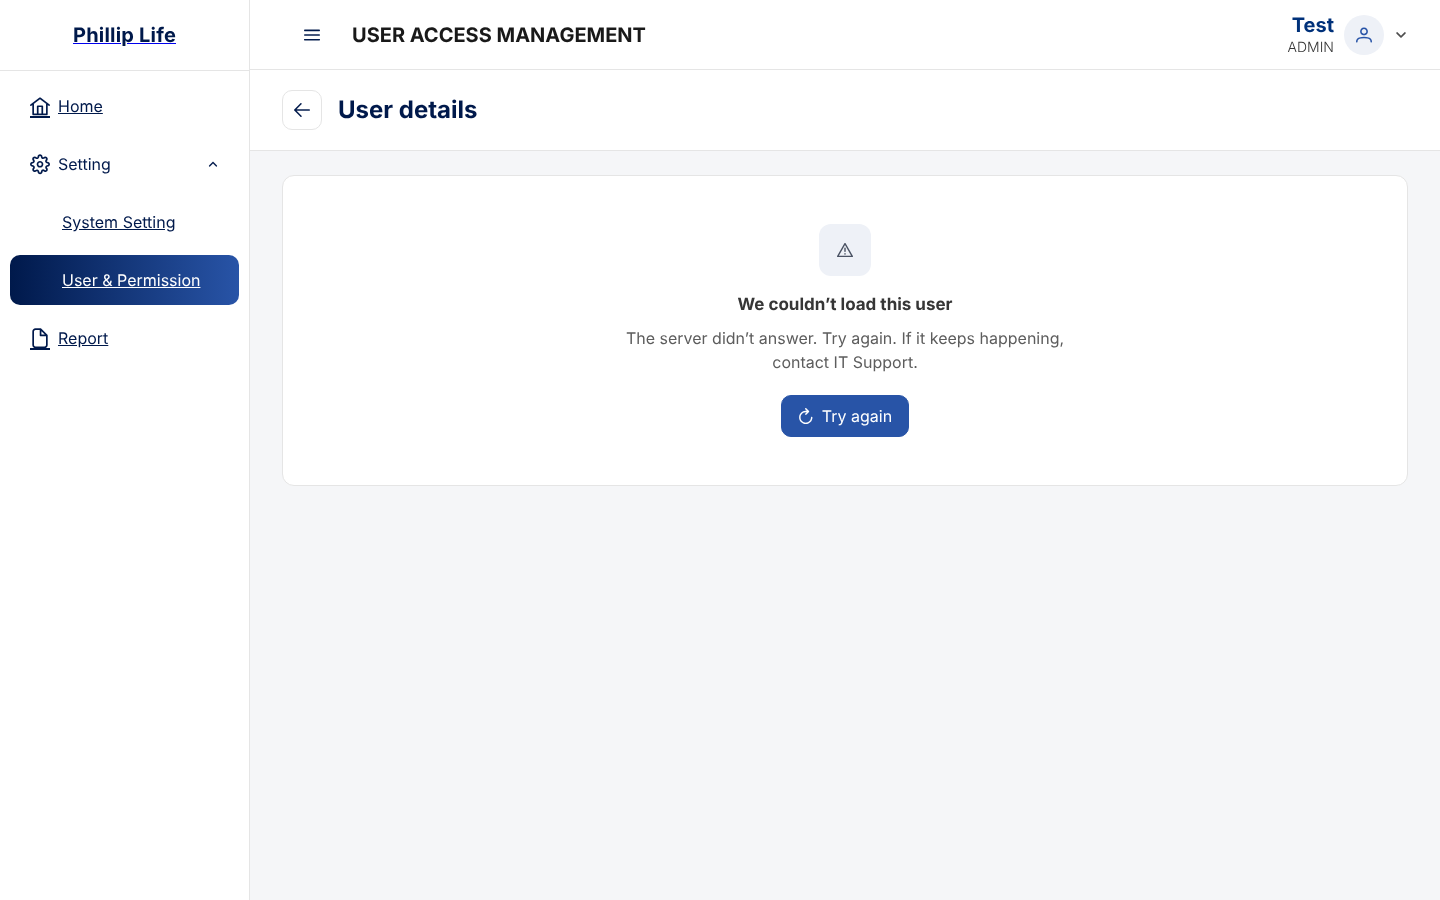 Phillip Life
USER ACCESS MANAGEMENT
Test
ADMIN
Home
Setting
System Setting
User & Permission
Report
User details
We couldn’t load this user
The server didn’t answer. Try again. If it keeps happening,
contact IT Support.
Try again